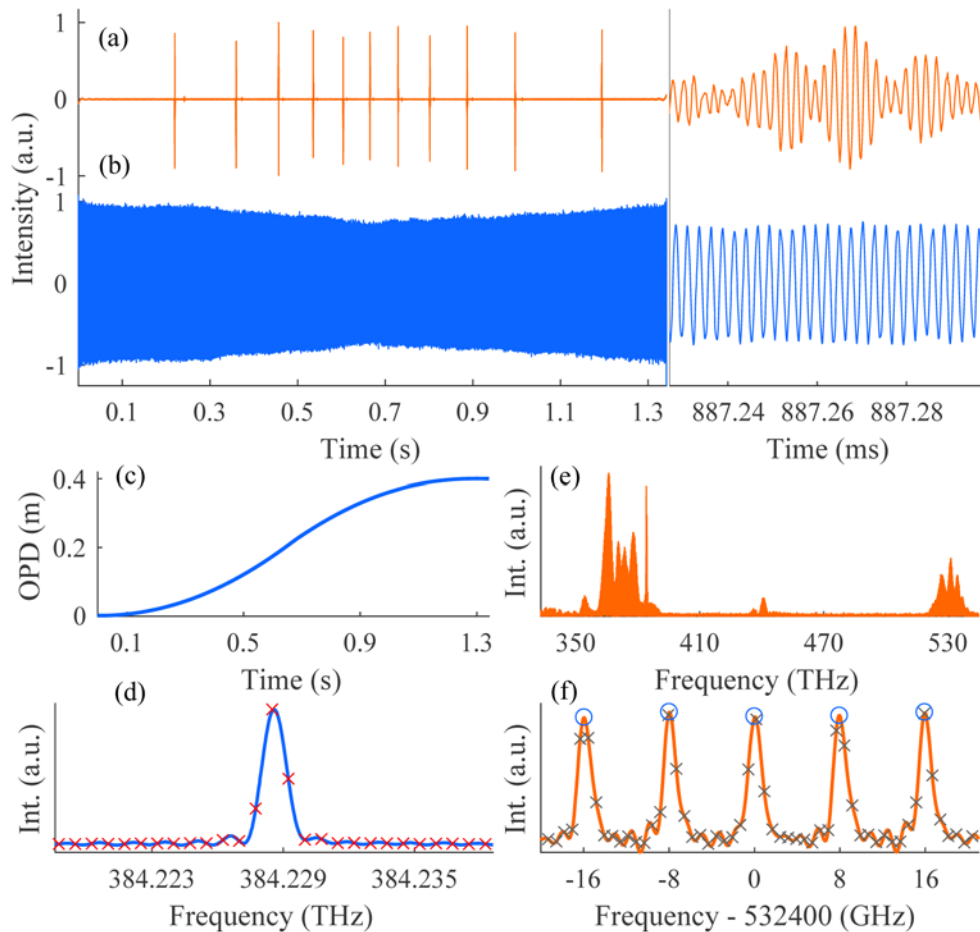 (a)
1
0
-1
Intensity (a.u.)
(b)
1
0
-1
0.1 0.3 0.5 0.7 0.9 1.1 1.3
Time (s)
887.24 887.26 887.28
Time (ms)
(c)
0.4
0.2
0
OPD (m)
0.1 0.5 0.9 1.3
Time (s)
(e)
Int. (a.u.)
350 410 470 530
Frequency (THz)
(d)
Int. (a.u.)
384.223 384.229 384.235
Frequency (THz)
(f)
Int. (a.u.)
-16 -8 0 8 16
Frequency - 532400 (GHz)